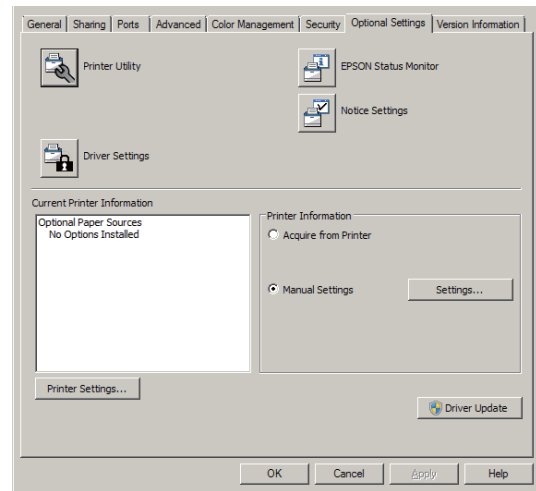 General Sharing Ports Advanced Color Management Security Optional Settings Version Information
Printer Utility
EPSON Status Monitor
Notice Settings
Driver Settings
Current Printer Information
Optional Paper Sources
No Options Installed
Printer Information
Acquire from Printer
Manual Settings
Settings...
Printer Settings...
Driver Update
OK Cancel Apply Help